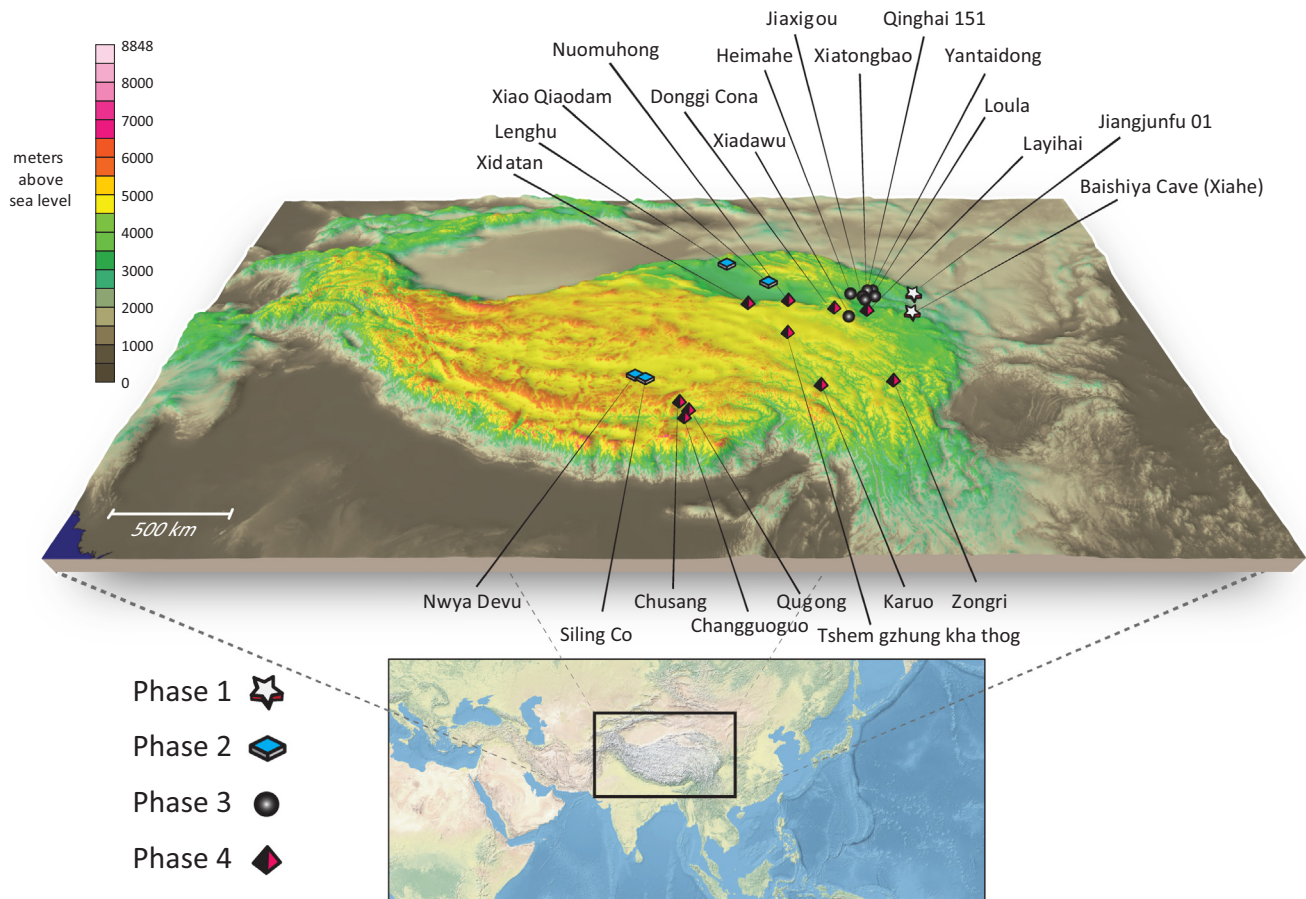 Jiaxigou
Qinghai 151
Nuomuhong
Heimahe
Xiatongbao
Yantaidong
Xiao Qiaodam
Donggi Cona
Loula
Jiangjunfu 01
Lenghu
Xiadawu
Layihai
Xidatan
Baishiya Cave (Xiahe)
meters
above
sea level
8848
8000
7000
6000
5000
4000
3000
2000
1000
0
500 km
Nwya Devu
Chusang
Qugong
Karuo
Zongri
Siling Co
Changguoguo
Tshem gzhung kha thog
Phase 1
Phase 2
Phase 3
Phase 4